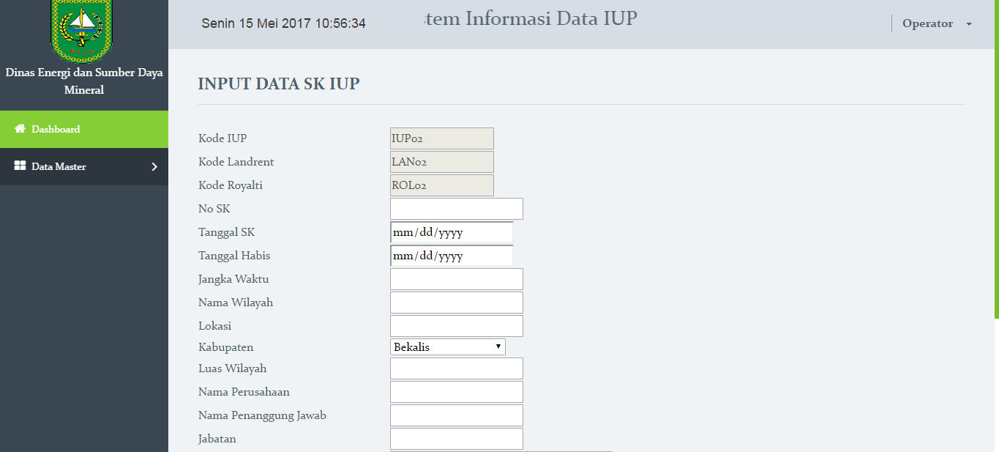 Senin 15 Mei 2017 10:56:34
tem Informasi Data IUP
Operator
Dinas Energi dan Sumber Daya
Mineral
Dashboard
Data Master
INPUT DATA SK IUP
Kode IUP IUP02
Kode Landrent LAN02
Kode Royalti ROL02
No SK
Tanggal SK mm/dd/yyyy
Tanggal Habis mm/dd/yyyy
Jangka Waktu
Nama Wilayah
Lokasi
Kabupaten Bekalis
Luas Wilayah
Nama Perusahaan
Nama Penanggung Jawab
Jabatan